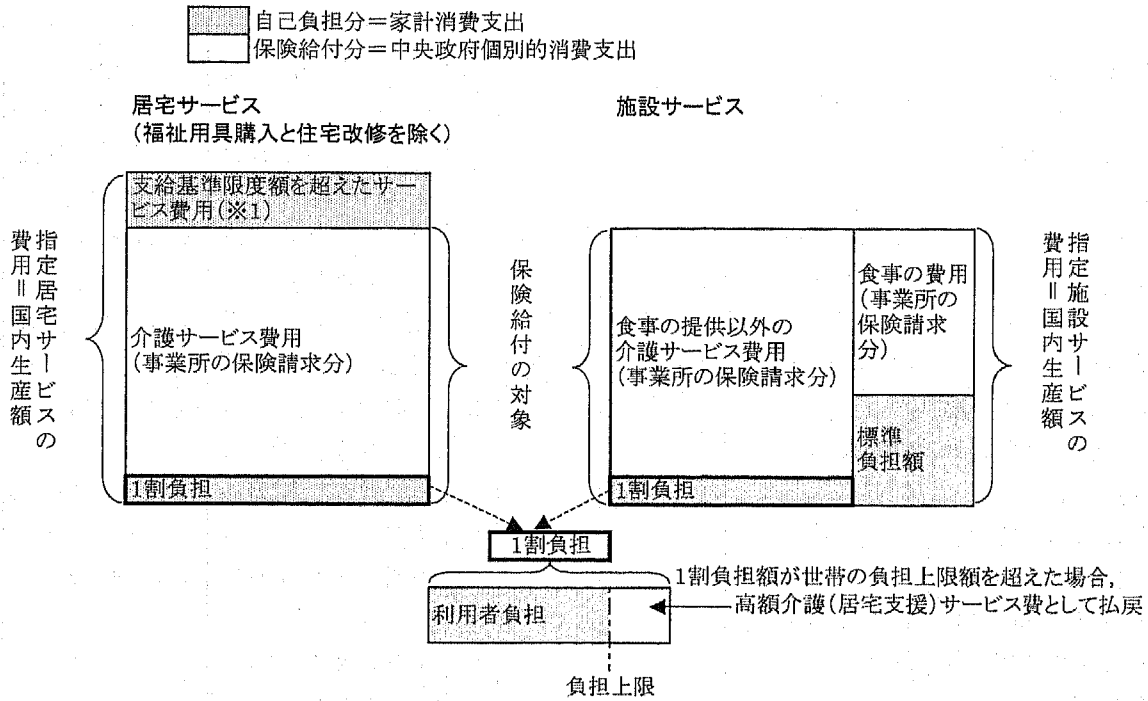 自己負担分＝家計消費支出
保険給付分＝中央政府個別的消費支出
居宅サービス
（福祉用具購入と住宅改修を除く）
施設サービス
指定居宅サービスの
費用＝国内生産額
支給基準限度額を超えたサー
ビス費用(※1)
介護サービス費用
（事業所の保険請求分）
1割負担
保険給付の対象
食事の提供以外の
介護サービス費用
（事業所の保険請求分）
1割負担
食事の費用
（事業所の
保険請求
分）
標準
負担額
指定施設サービスの
費用＝国内生産額
1割負担
1割負担額が世帯の負担上限額を超えた場合,
高額介護(居宅支援)サービス費として払戻
利用者負担
負担上限